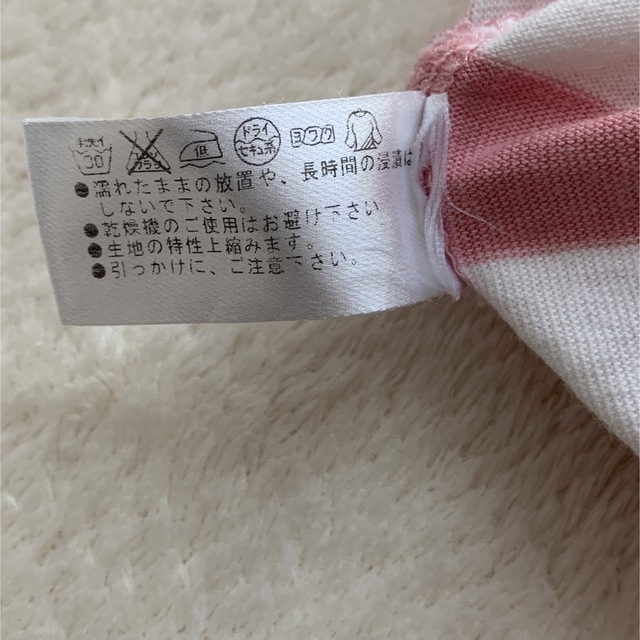 ネット 30 低 ドライ セキユ系 ヨワク
●濡れたままの放置や、長時間の浸漬は
しないで下さい。
●乾燥機のご使用はお避け下さい
●生地の特性上縮みます。
●引っかけに、ご注意下さい。